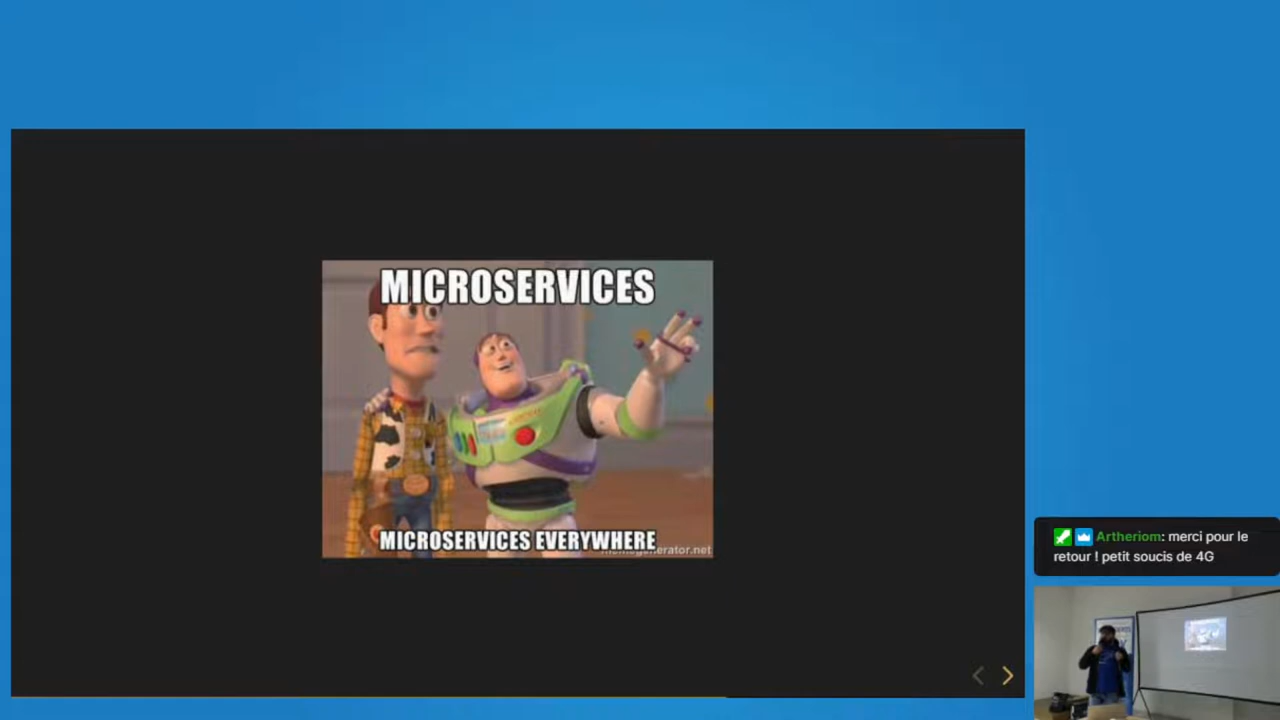 MICROSERVICES
MICROSERVICES EVERYWHERE
Artheriom: merci pour le
retour ! petit soucis de 4G